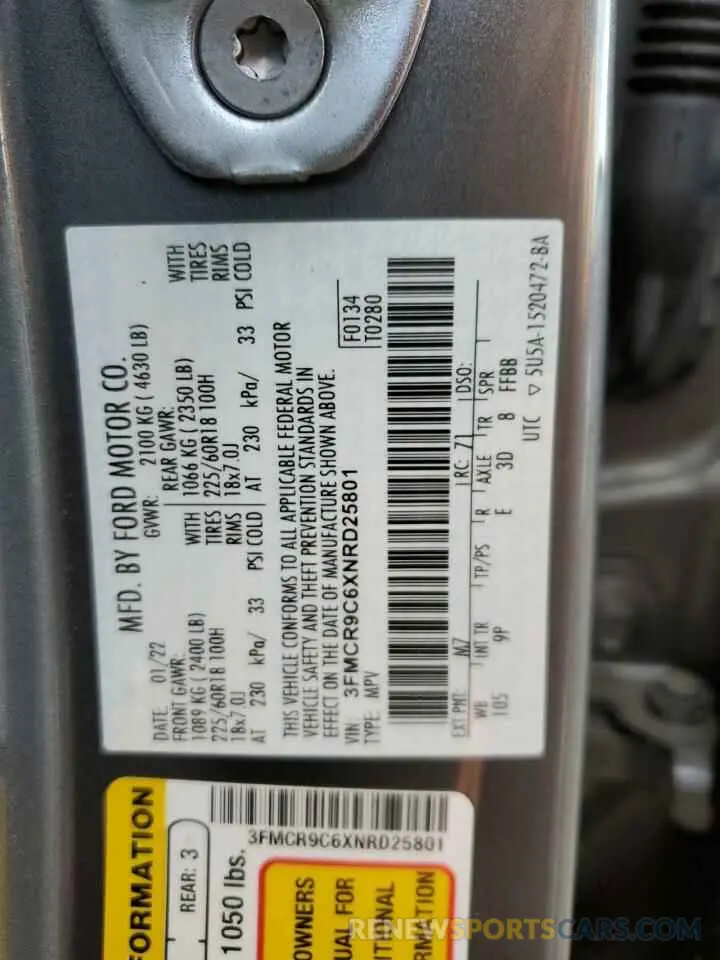 MFD. BY FORD MOTOR CO.
DATE: 01/22
GVWR: 2100 KG ( 4630 LB)
FRONT GAWR:
REAR GAWR:
1089 KG ( 2400 LB)
WITH
1066 KG ( 2350 LB)
WITH
225/60R18 100H
TIRES
225/60R18 100H
TIRES
18x7.0J
RIMS
18x7.0J
RIMS
AT 230 kPa/ 33 PSI COLD
AT 230 kPa/ 33 PSI COLD
THIS VEHICLE CONFORMS TO ALL APPLICABLE FEDERAL MOTOR
VEHICLE SAFETY AND THEFT PREVENTION STANDARDS IN
EFFECT ON THE DATE OF MANUFACTURE SHOWN ABOVE.
VIN: 3FMCR9C6XNRD25801
TYPE: MPV
F0134
T0280
EXT PNT: M7
RC: 71
DSO:
WB
INT TR
TP/PS
R
AXLE
TR
SPR
105
9P
E
3D
8
FFBB
UTC ▽ 5U5A-1520472-BA
3FMCR9C6XNRD25801
FORMATION
REAR: 3
1050 lbs.
OWNERS
UAL FOR
ITIONAL
RMATION
RENEWSPORTSCARS.COM